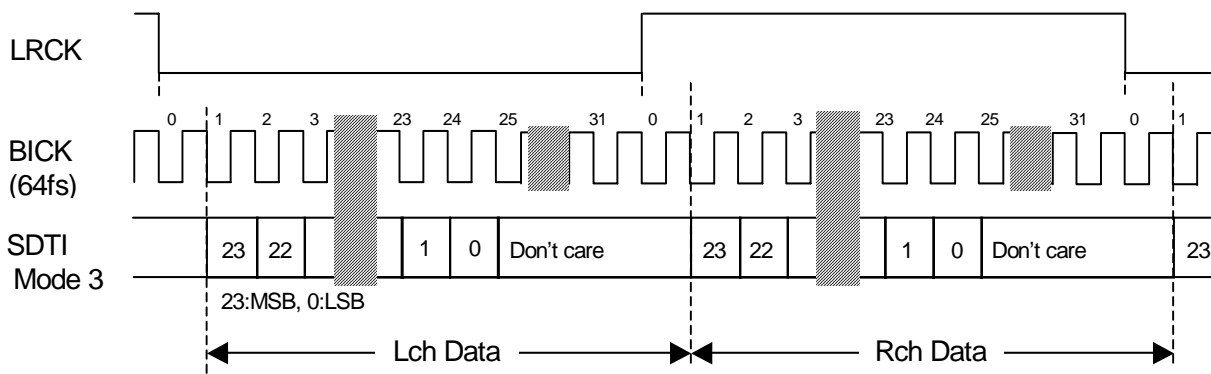 LRCK
0 1 2 3 23 24 25 31 0 1 2 3 23 24 25 31 0 1
BICK
(64fs)
SDTI
Mode 3
23 22 1 0 Don't care 23 22 1 0 Don't care 23
23:MSB, 0:LSB
Lch Data Rch Data